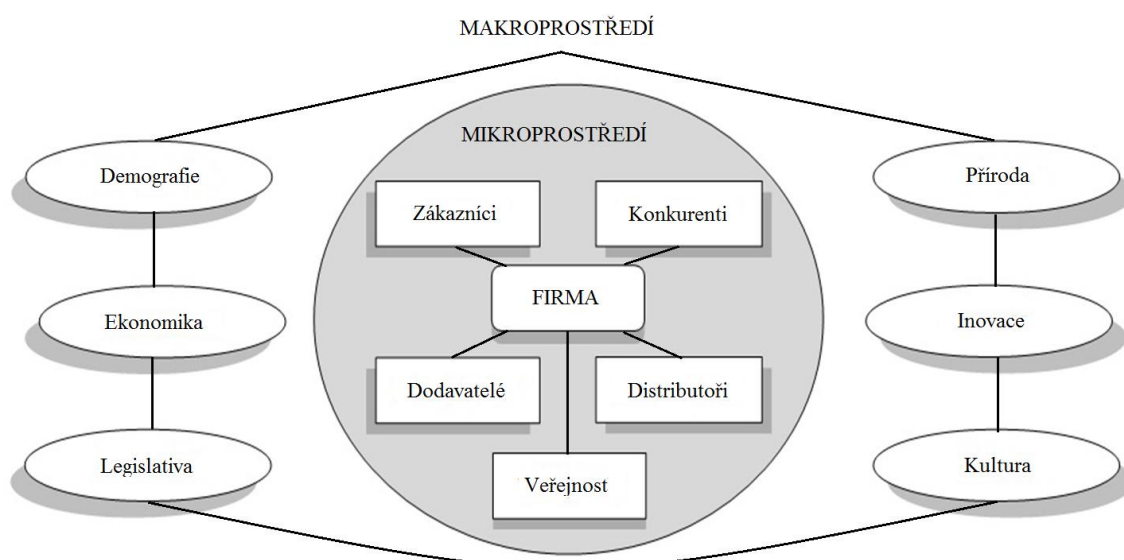 MAKROPROSTŘEDÍ
MIKROPROSTŘEDÍ
Demografie
Příroda
Zákazníci
Konkurenti
FIRMA
Ekonomika
Inovace
Dodavatelé
Distributoři
Legislativa
Kultura
Veřejnost